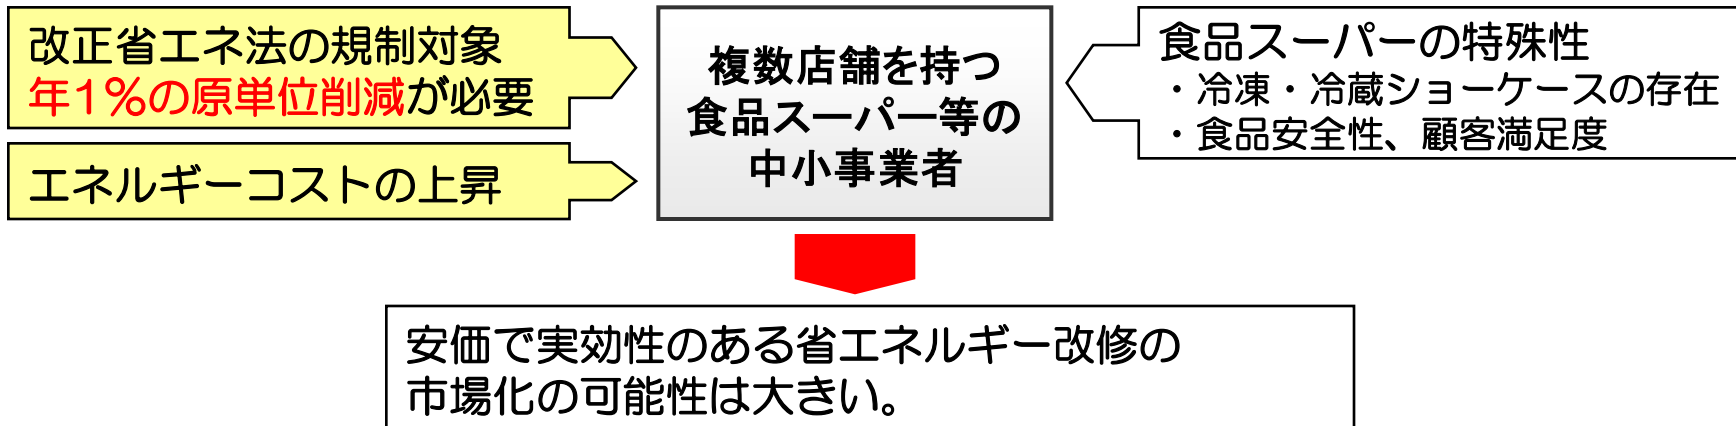 改正省エネ法の規制対象
年１％の原単位削減が必要
エネルギーコストの上昇
複数店舗を持つ
食品スーパー等の
中小事業者
食品スーパーの特殊性
・冷凍・冷蔵ショーケースの存在
・食品安全性、顧客満足度
安価で実効性のある省エネルギー改修の
市場化の可能性は大きい。